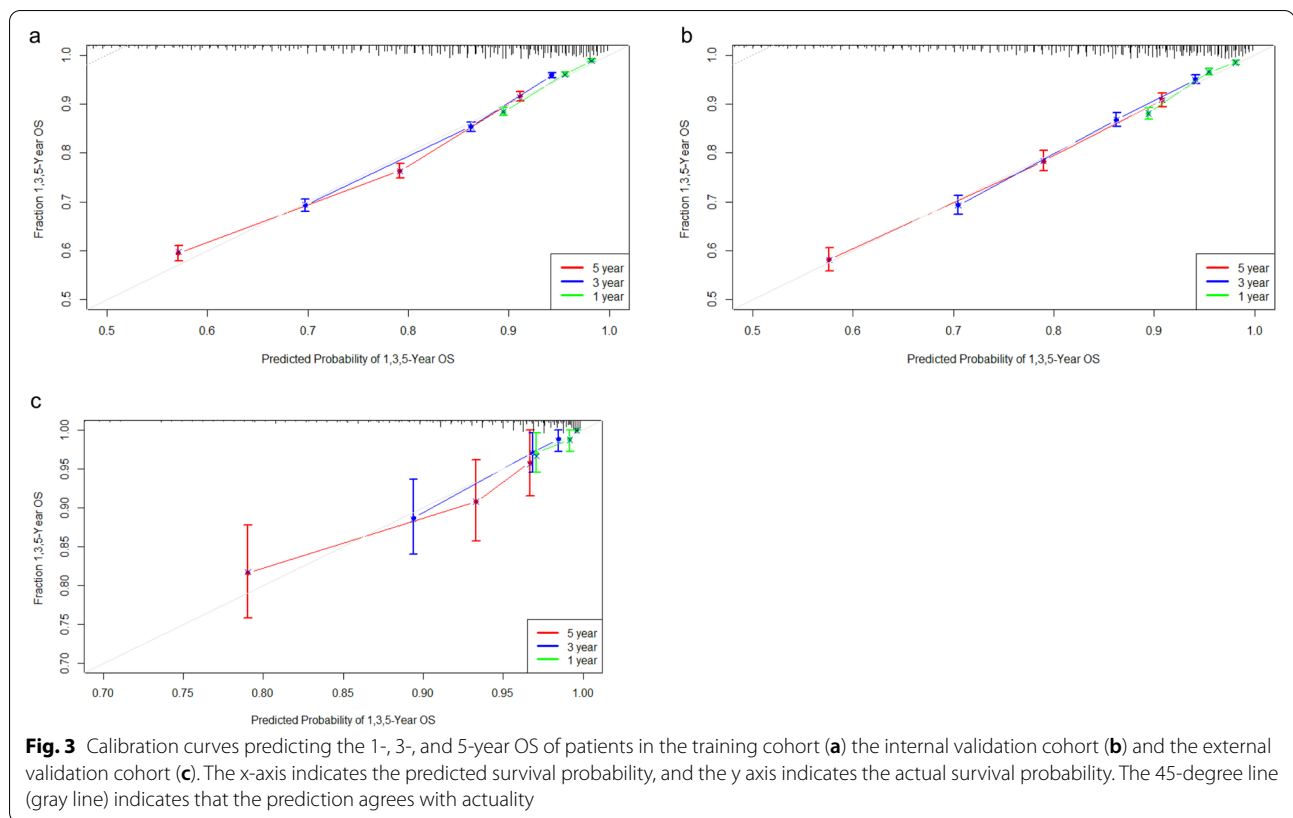 a
1.0
0.9
0.8
0.7
0.6
0.5
Fraction 1,3,5-Year OS
5 year
3 year
1 year
0.5 0.6 0.7 0.8 0.9 1.0
Predicted Probability of 1,3,5-Year OS
b
1.0
0.9
0.8
0.7
0.6
0.5
Fraction 1,3,5-Year OS
5 year
3 year
1 year
0.5 0.6 0.7 0.8 0.9 1.0
Predicted Probability of 1,3,5-Year OS
c
1.00
0.95
0.90
0.85
0.80
0.75
0.70
Fraction 1,3,5-Year OS
5 year
3 year
1 year
0.70 0.75 0.80 0.85 0.90 0.95 1.00
Predicted Probability of 1,3,5-Year OS
Fig. 3 Calibration curves predicting the 1-, 3-, and 5-year OS of patients in the training cohort (a) the internal validation cohort (b) and the external
validation cohort (c). The x-axis indicates the predicted survival probability, and the y axis indicates the actual survival probability. The 45-degree line
(gray line) indicates that the prediction agrees with actuality